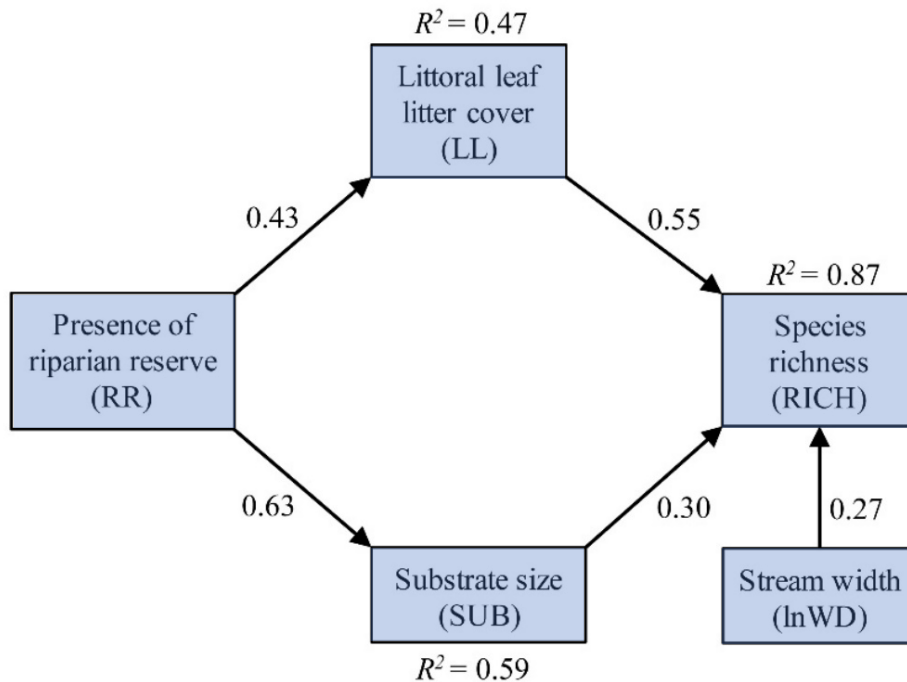 R² = 0.47
Littoral leaf
litter cover
(LL)
0.43
0.55
R² = 0.87
Presence of
riparian reserve
(RR)
Species
richness
(RICH)
0.63
0.30
0.27
Substrate size
(SUB)
Stream width
(lnWD)
R² = 0.59